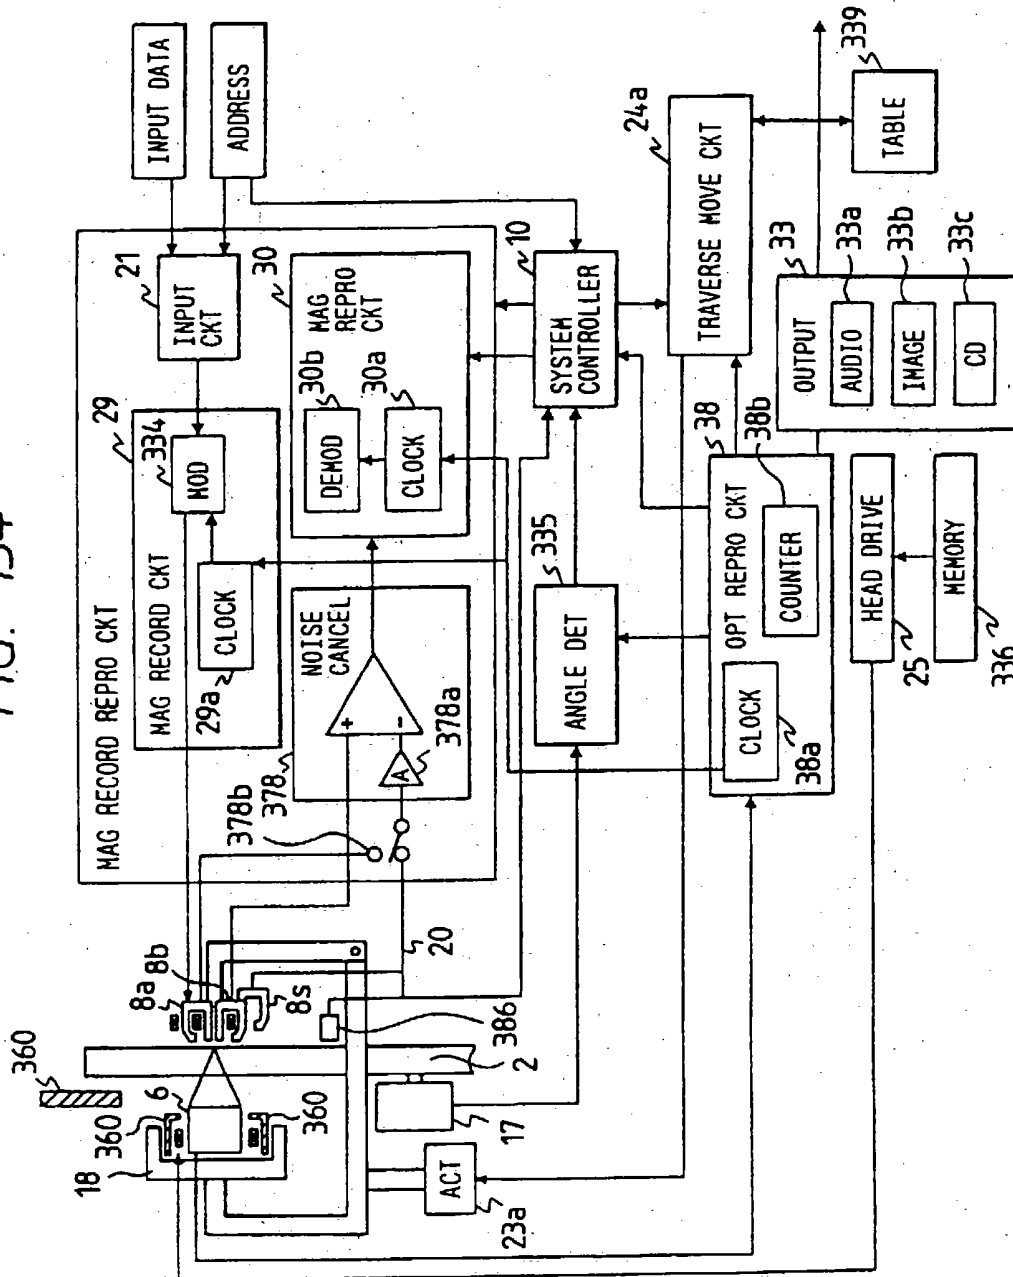 FIG. 134
INPUT DATA
ADDRESS
MAG RECORD REPRO CKT
21
INPUT
CKT
29
334
MOD
MAG RECORD CKT
CLOCK
29a
30
MAG
REPRO
CKT
30b
DEMOD
30a
CLOCK
NOISE
CANCEL
+
−
A
378a
378
378b
10
SYSTEM
CONTROLLER
24a
TRAVERSE MOVE CKT
339
TABLE
335
ANGLE DET
38
OPT REPRO CKT
38b
COUNTER
CLOCK
38a
33
OUTPUT
33a
AUDIO
33b
IMAGE
33c
CD
HEAD DRIVE
25
MEMORY
336
360
8a
8b
8s
20
386
2
6
360
360
18
17
ACT
23a